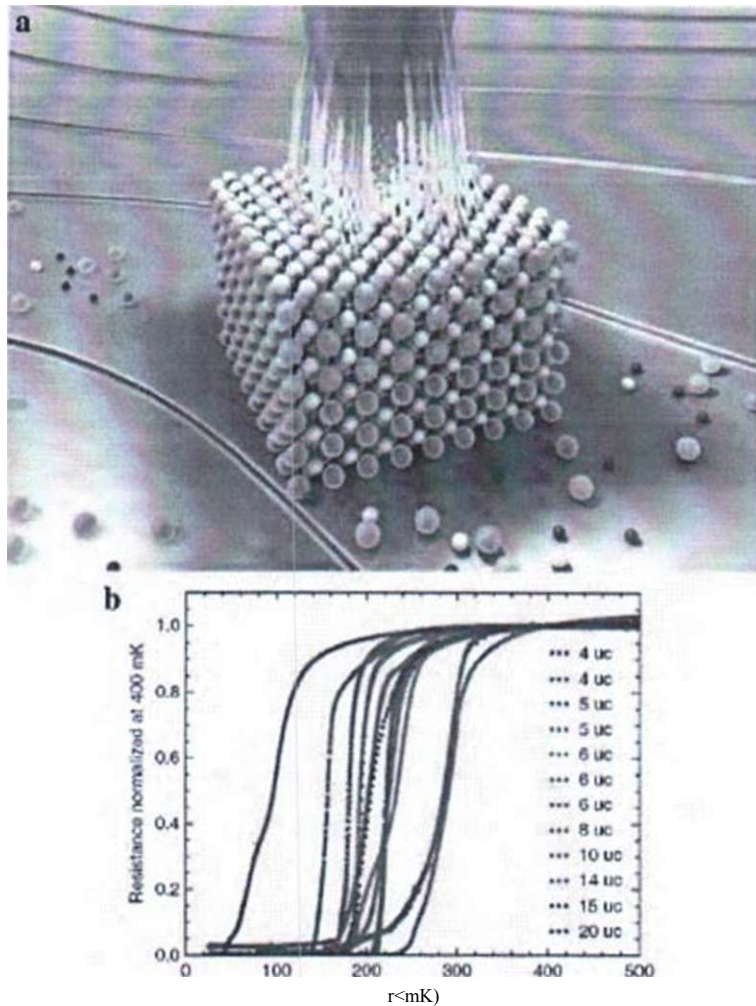 a
b
Resistance normalized at 400 mK
1.0
0.8
0.6
0.4
0.2
0.0
0
100
200
300
400
500
4 uc
4 uc
5 uc
5 uc
6 uc
6 uc
6 uc
8 uc
10 uc
14 uc
15 uc
20 uc
r<mK)